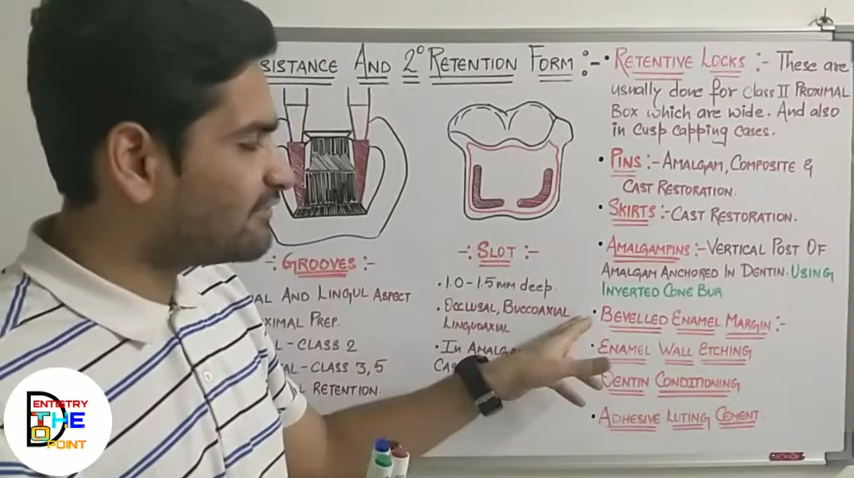 SISTANCE AND 2° RETENTION FORM :-
-: GROOVES :-
AL AND LINGUL ASPECT
XIMAL PREP.
L - CLASS 2
AL - CLASS 3, 5
L RETENTION.
-: SLOT :-
• 1.0 - 1.5 mm deep.
• OCCLUSAL, BUCCOAXIAL
LINGUOAXIAL
• IN AMALG
CAS
• RETENTIVE LOCKS :- These are
usually done for class II PROXIMAL
Box which are wide. And also
in cusp capping cases.
• PINS :- AMALGAM, COMPOSITE &
CAST RESTORATION.
• SKIRTS :- CAST RESTORATION.
• AMALGAMPINS :- VERTICAL POST OF
AMALGAM ANCHORED IN DENTIN. USING
INVERTED CONE BUR
• BEVELLED ENAMEL MARGIN :-
• ENAMEL WALL ETCHING
DENTIN CONDITIONING
• ADHESIVE LUTING CEMENT
DENTISTRY
THE
TO
POINT